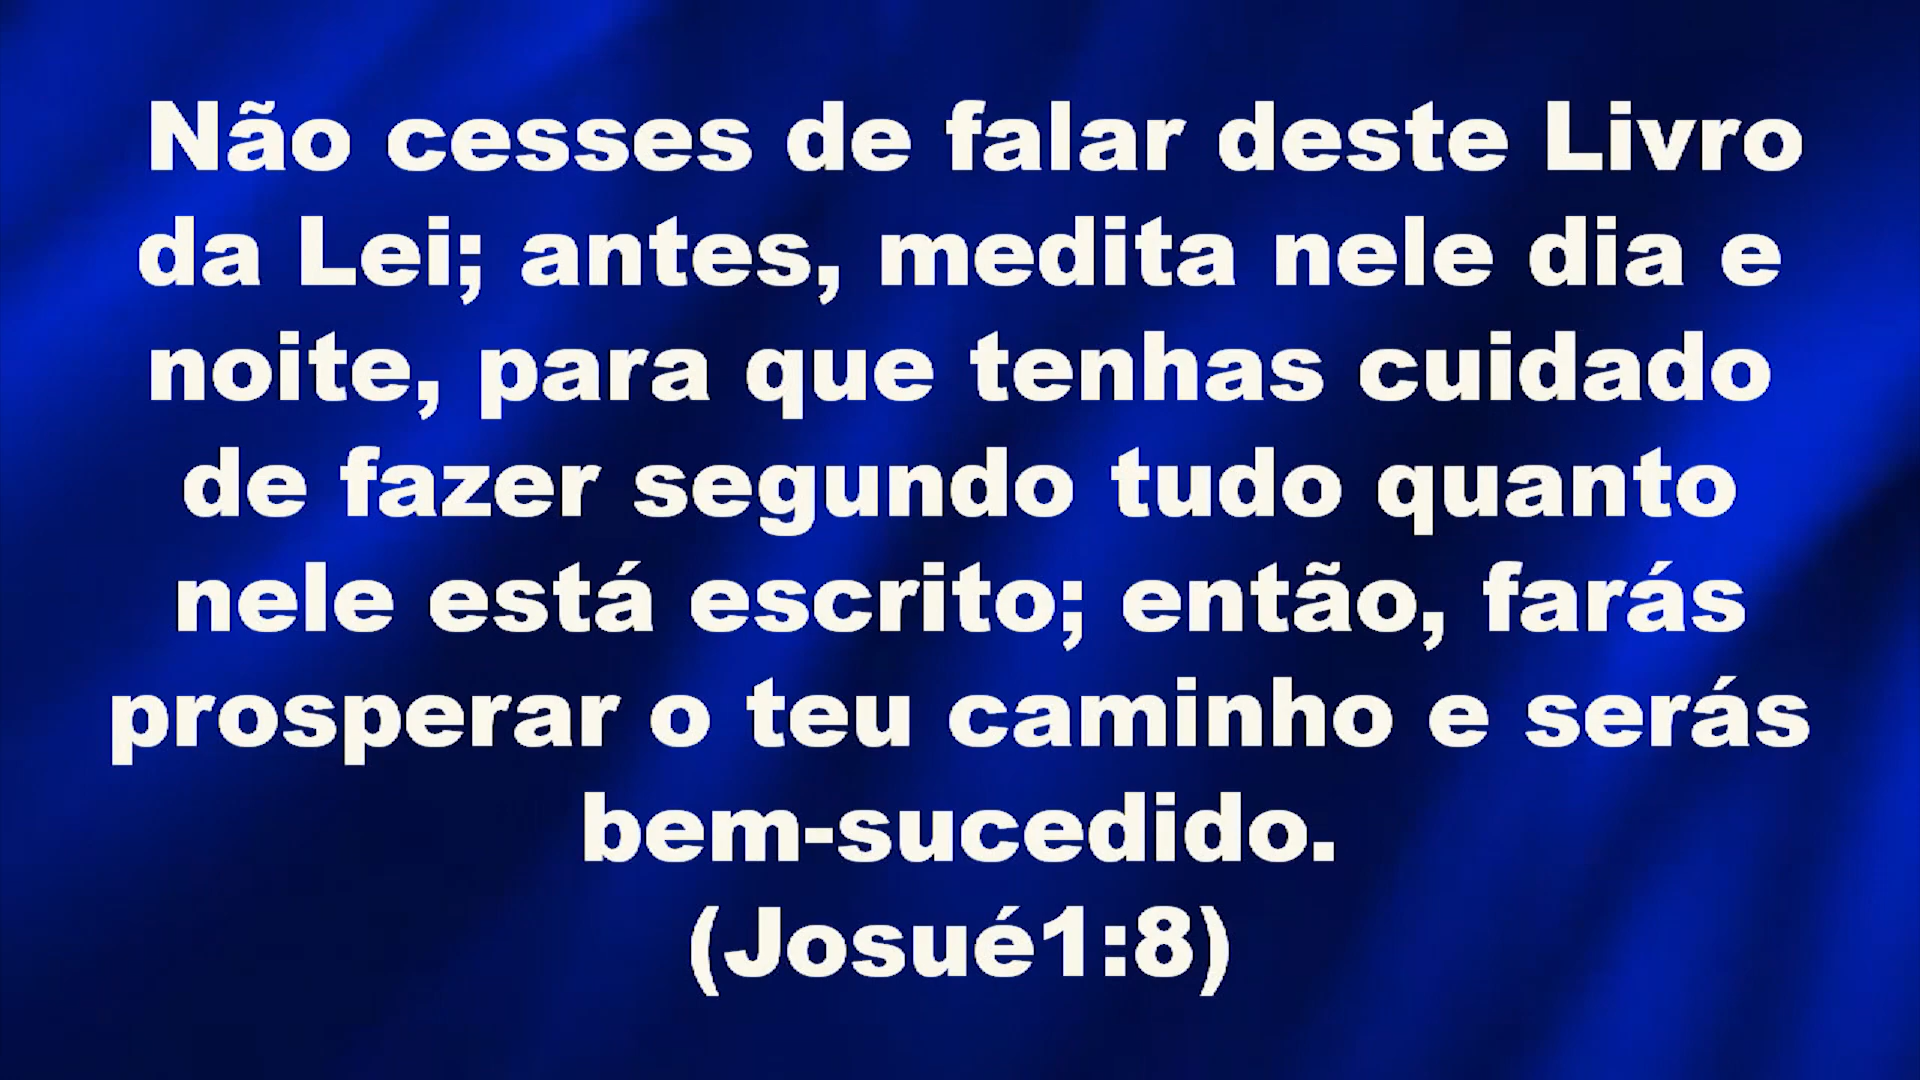 Não cesses de falar deste Livro
da Lei; antes, medita nele dia e
noite, para que tenhas cuidado
de fazer segundo tudo quanto
nele está escrito; então, farás
prosperar o teu caminho e serás
bem-sucedido.
(Josué1:8)